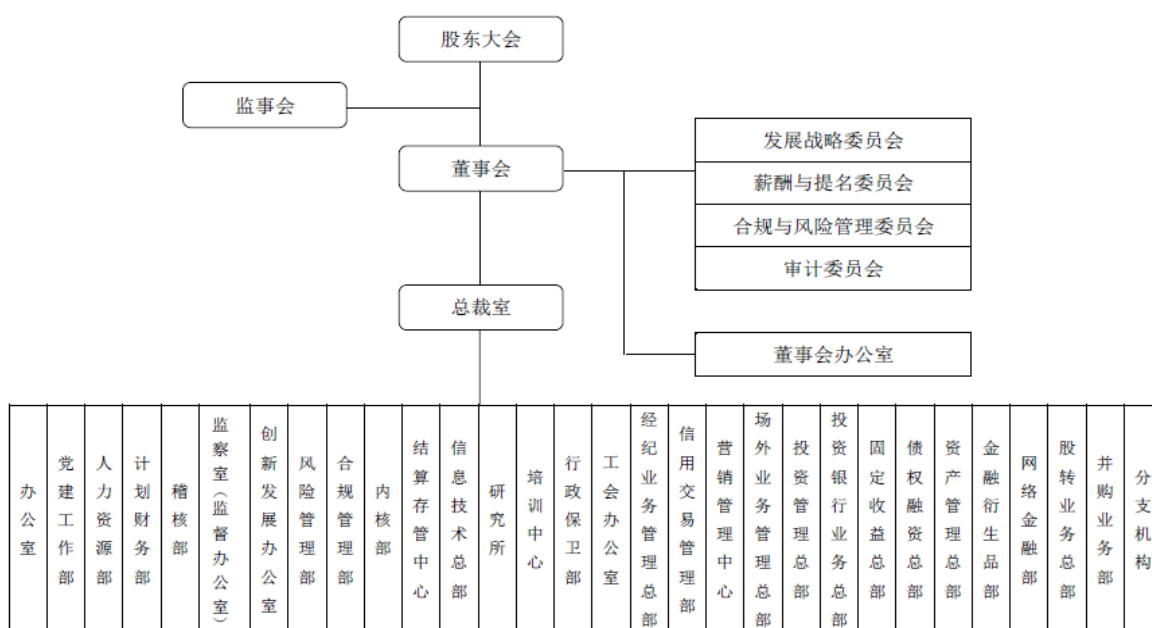 股东大会
监事会
董事会
发展战略委员会
薪酬与提名委员会
合规与风险管理委员会
审计委员会
总裁室
董事会办公室
办公室
党建工作部
人力资源部
计划财务部
稽核部
监察室（监督办公室）
创新发展办公室
风险管理部
合规管理部
内核部
结算存管中心
信息技术总部
研究所
培训中心
行政保卫部
工会办公室
经纪业务管理总部
信用交易管理部
营销管理中心
场外业务管理总部
投资管理总部
投资银行业务总部
固定收益总部
债权融资总部
资产管理总部
金融衍生品部
网络金融部
股转业务总部
并购业务部
分支机构